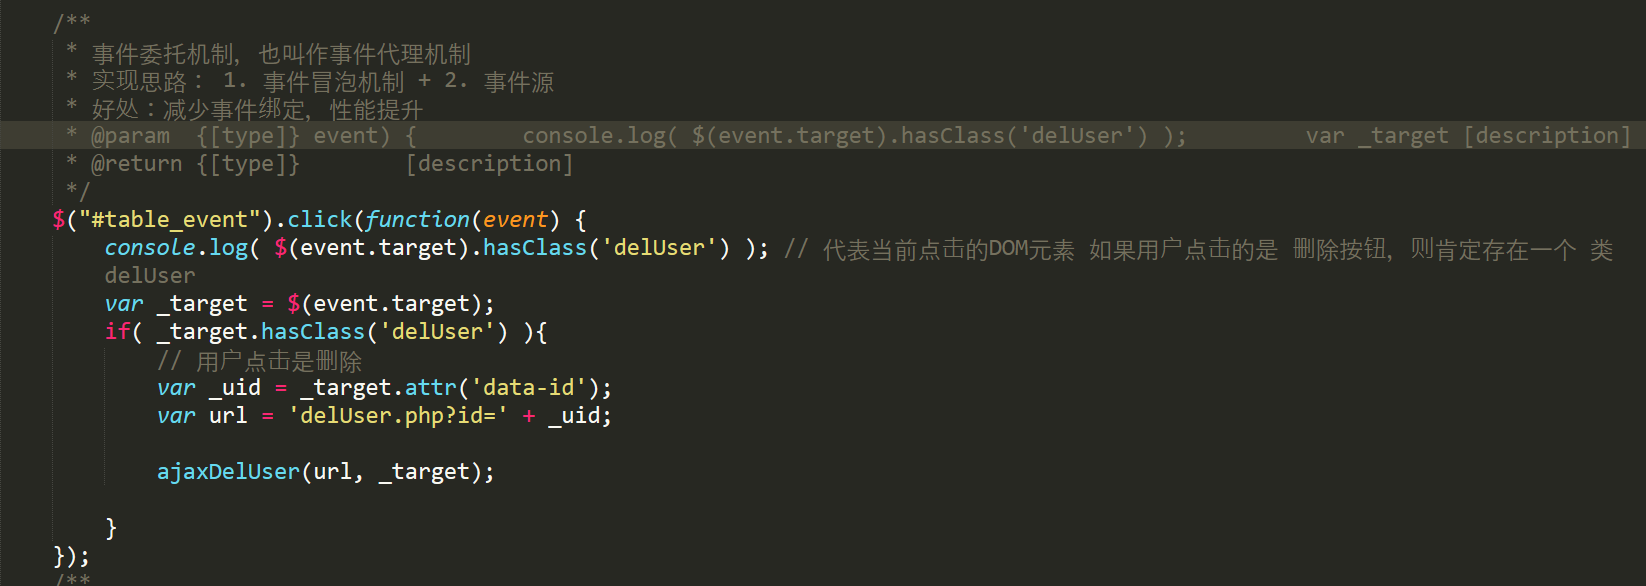 /**
* 事件委托机制, 也叫作事件代理机制
* 实现思路： 1. 事件冒泡机制 + 2. 事件源
* 好处：减少事件绑定, 性能提升
* @param  {[type]} event) {        console.log( $(event.target).hasClass('delUser') );         var _target [description]
* @return {[type]}        [description]
*/
$("#table_event").click(function(event) {
console.log( $(event.target).hasClass('delUser') ); // 代表当前点击的DOM元素 如果用户点击的是 删除按钮, 则肯定存在一个 类
delUser
var _target = $(event.target);
if( _target.hasClass('delUser') ){
// 用户点击是删除
var _uid = _target.attr('data-id');
var url = 'delUser.php?id=' + _uid;
ajaxDelUser(url, _target);
}
});
/**